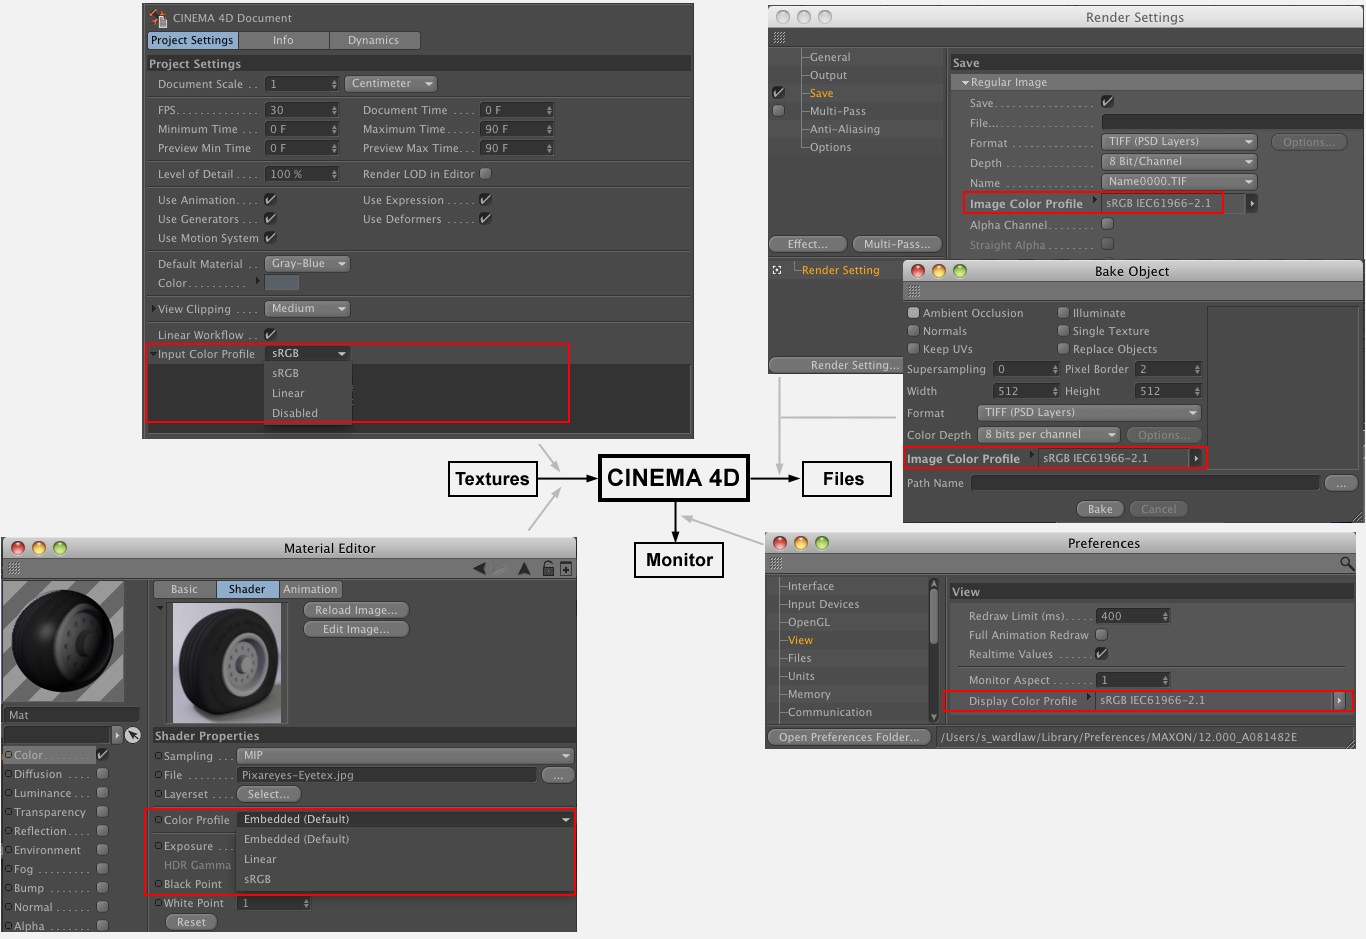 CINEMA 4D Document
Project Settings Info Dynamics
Project Settings
Document Scale . . 1 Centimeter
FPS. . . . . . . . . . . 30 Document Time . . . . 0 F
Minimum Time . . . 0 F Maximum Time. . . . . 90 F
Preview Min Time 0 F Preview Max Time. . . 90 F
Level of Detail. . . . 100 % Render LOD in Editor
Use Animation. . . . Use Expression . . . .
Use Generators . . . Use Deformers . . . .
Use Motion System
Default Material . . Gray-Blue
Color. . . . . . . . . .
View Clipping . . . . Medium
Linear Workflow . .
Input Color Profile sRGB
sRGB
Linear
Disabled
Render Settings
General
Output
Save
Multi-Pass
Anti-Aliasing
Options
Effect... Multi-Pass...
Render Setting
Render Setting...
Save
Regular Image
Save. . . . . . . . . . . . . . . .
File... . . . . . . . . . . . . . . .
Format . . . . . . . . . . . . . TIFF (PSD Layers) Options...
Depth . . . . . . . . . . . . . . 8 Bit/Channel
Name . . . . . . . . . . . . . . Name0000.TIF
Image Color Profile sRGB IEC61966-2.1
Alpha Channel. . . . . . . .
Straight Alpha . . . . . . . .
Bake Object
Ambient Occlusion Illuminate
Normals Single Texture
Keep UVs Replace Objects
Supersampling 0 Pixel Border 2
Width 512 Height 512
Format TIFF (PSD Layers)
Color Depth 8 bits per channel Options...
Image Color Profile sRGB IEC61966-2.1
Path Name ...
Bake Cancel
Textures CINEMA 4D Files
Monitor
Material Editor
Basic Shader Animation
Reload Image...
Edit Image...
Mat
Color. . . . . . . . .
Diffusion . . . .
Luminance . . .
Transparency
Reflection. . . .
Environment
Fog . . . . . . . . .
Bump . . . . . . .
Normal . . . . . .
Alpha . . . . . . .
Shader Properties
Sampling . . . MIP
File . . . . . . . . Pixareyes-Eyetex.jpg ...
Layerset . . . . Select...
Color Profile Embedded (Default)
Embedded (Default)
Linear
sRGB
Exposure . . .
HDR Gamma
Black Point
White Point 1
Reset
Preferences
Interface
Input Devices
OpenGL
View
Files
Units
Memory
Communication
View
Redraw Limit (ms). . . . . 400
Full Animation Redraw
Realtime Values . . . . . .
Monitor Aspect . . . . . . . 1
Display Color Profile sRGB IEC61966-2.1
Open Preferences Folder... /Users/s_wardlaw/Library/Preferences/MAXON/12.000_A081482E